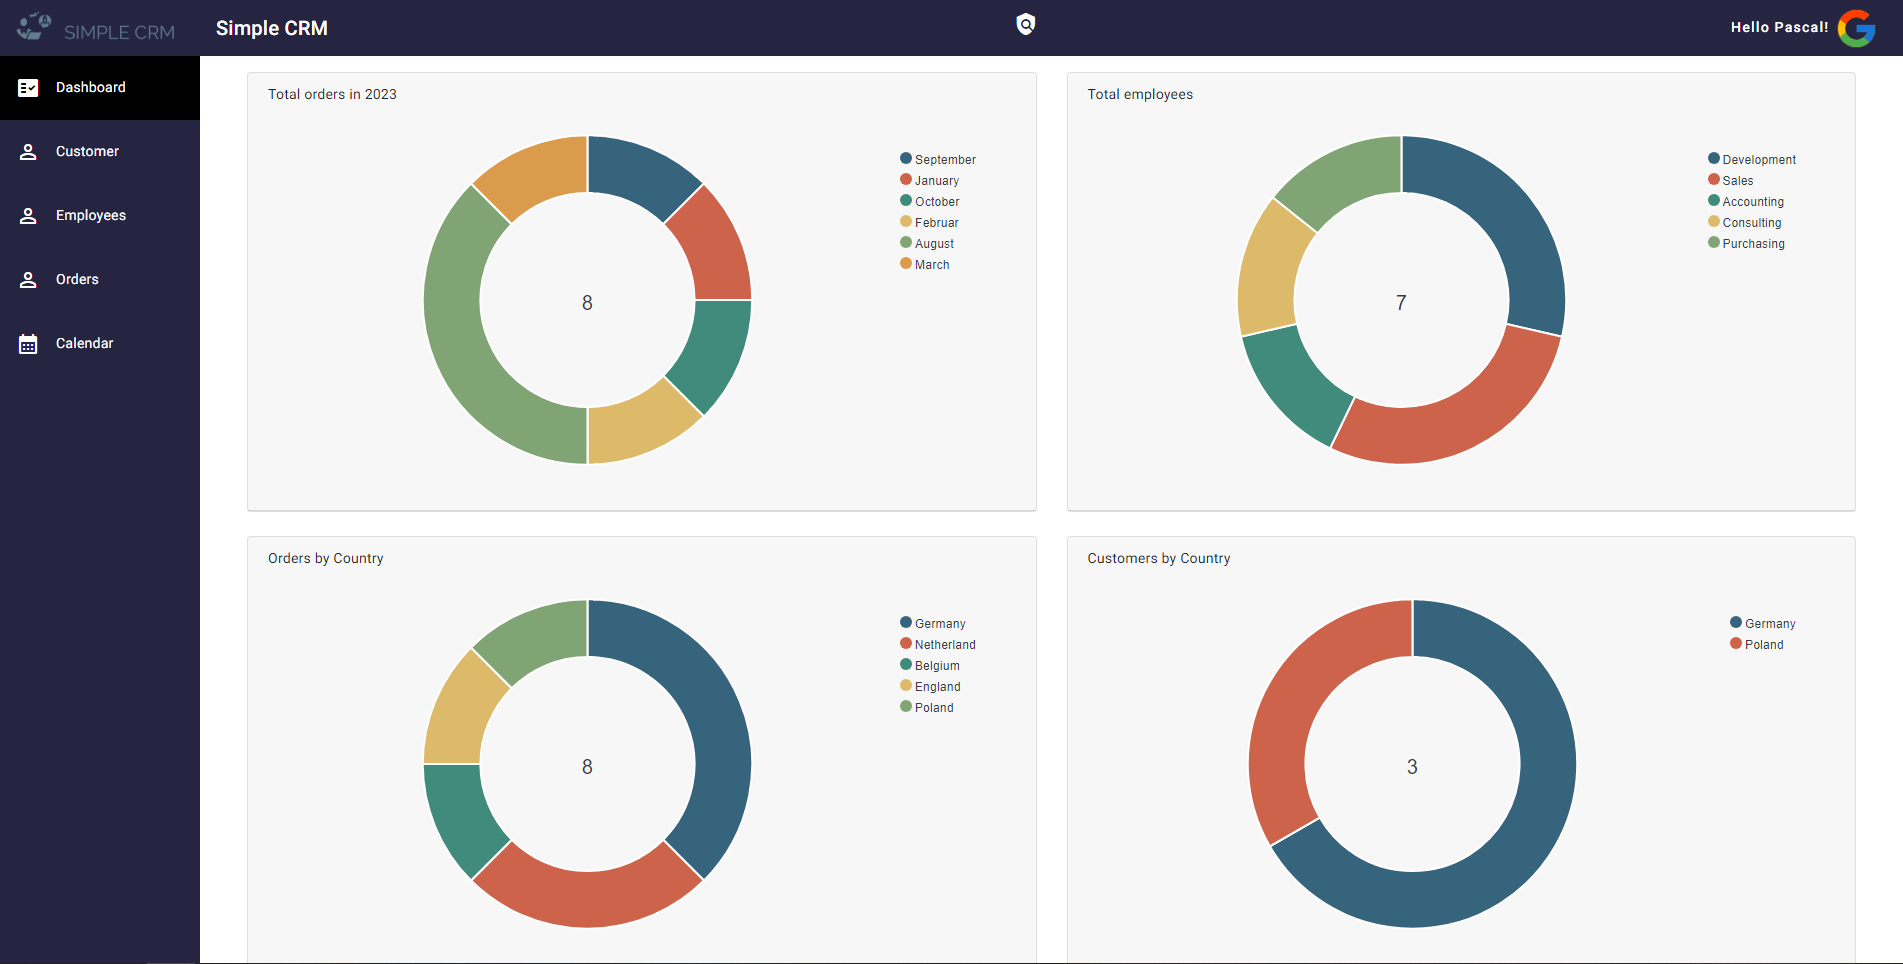 SIMPLE CRM
Simple CRM
Hello Pascal!
Dashboard
Customer
Employees
Orders
Calendar
Total orders in 2023
8
September
January
October
Februar
August
March
Total employees
7
Development
Sales
Accounting
Consulting
Purchasing
Orders by Country
8
Germany
Netherland
Belgium
England
Poland
Customers by Country
3
Germany
Poland